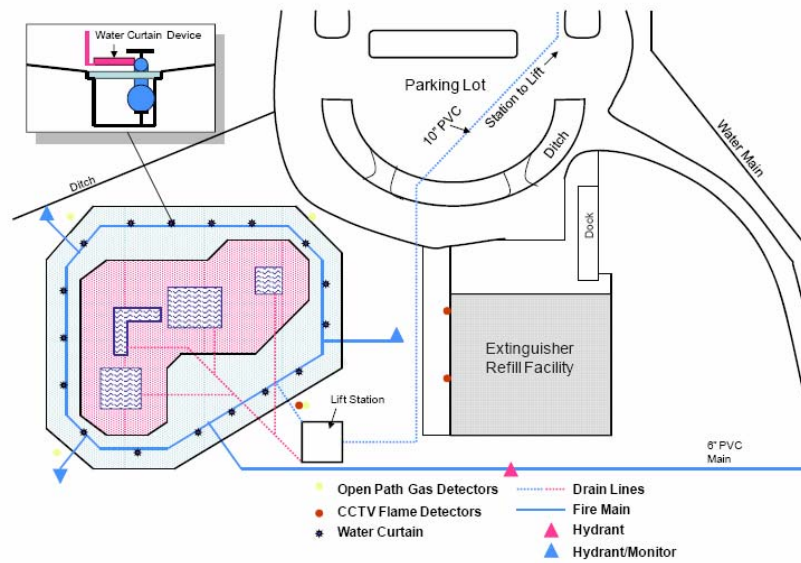 Water Curtain Device
Parking Lot
10" PVC
Station to Lift
Ditch
Water Main
Ditch
Dock
Extinguisher
Refill Facility
Lift Station
6" PVC
Main
Open Path Gas Detectors
CCTV Flame Detectors
Water Curtain
Drain Lines
Fire Main
Hydrant
Hydrant/Monitor